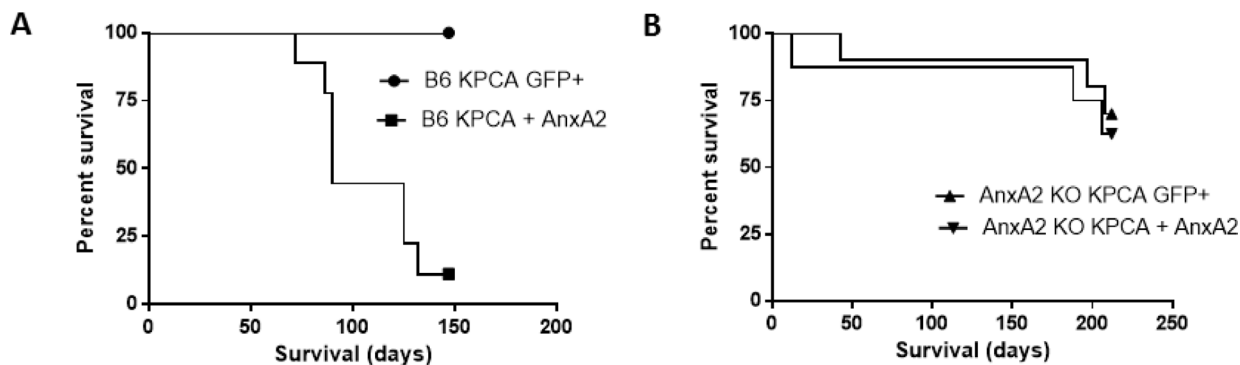 A
Percent survival
100
75
50
25
0
0 50 100 150 200
Survival (days)
B6 KPCA GFP+
B6 KPCA + AnxA2
B
Percent survival
100
75
50
25
0
0 50 100 150 200 250
Survival (days)
AnxA2 KO KPCA GFP+
AnxA2 KO KPCA + AnxA2